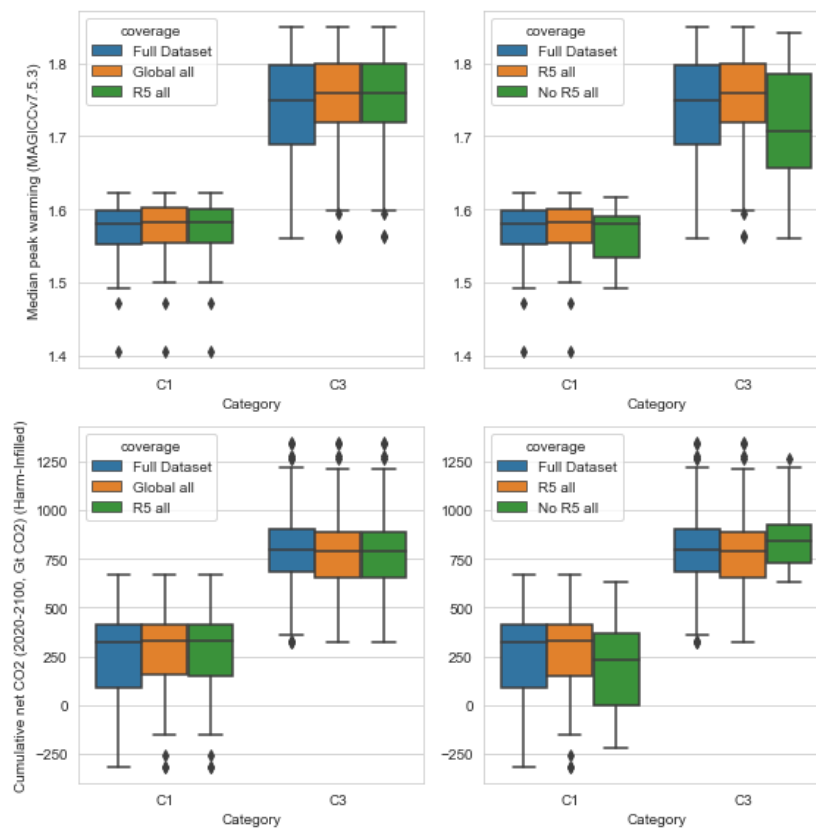 Median peak warming (MAGICCv7.5.3)
coverage
Full Dataset
Global all
R5 all
1.8
1.7
1.6
1.5
1.4
C1
C3
Category
coverage
Full Dataset
R5 all
No R5 all
1.8
1.7
1.6
1.5
1.4
C1
C3
Category
Cumulative net CO2 (2020-2100, Gt CO2) (Harm-Infilled)
coverage
Full Dataset
Global all
R5 all
1250
1000
750
500
250
0
−250
C1
C3
Category
coverage
Full Dataset
R5 all
No R5 all
1250
1000
750
500
250
0
−250
C1
C3
Category